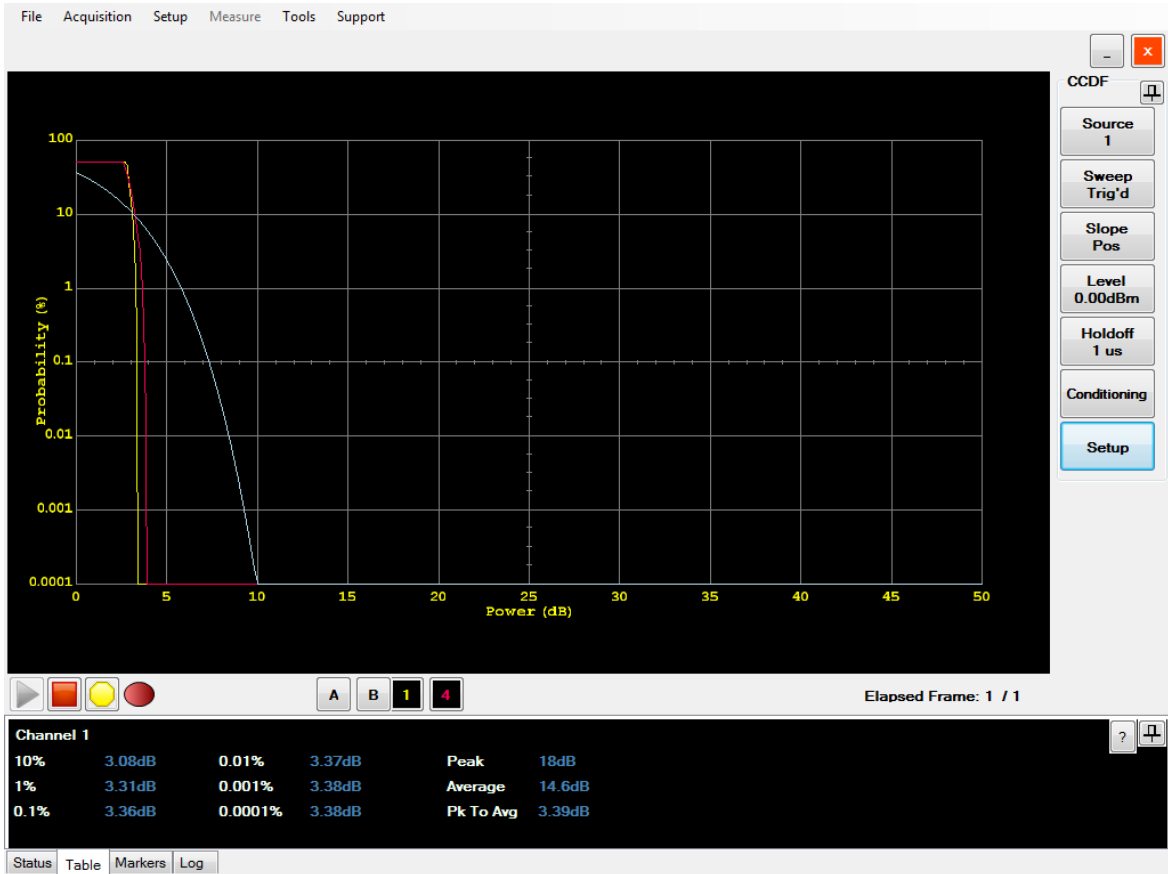 File Acquisition Setup Measure Tools Support
_ x
CCDF
Source
1
Sweep
Trig'd
Slope
Pos
Level
0.00dBm
Holdoff
1 us
Conditioning
Setup
Probability (%)
100
10
1
0.1
0.01
0.001
0.0001
0 5 10 15 20 25 30 35 40 45 50
Power (dB)
A B 1 4
Elapsed Frame: 1 / 1
Channel 1
?
10% 3.08dB 0.01% 3.37dB Peak 18dB
1% 3.31dB 0.001% 3.38dB Average 14.6dB
0.1% 3.36dB 0.0001% 3.38dB Pk To Avg 3.39dB
Status Table Markers Log